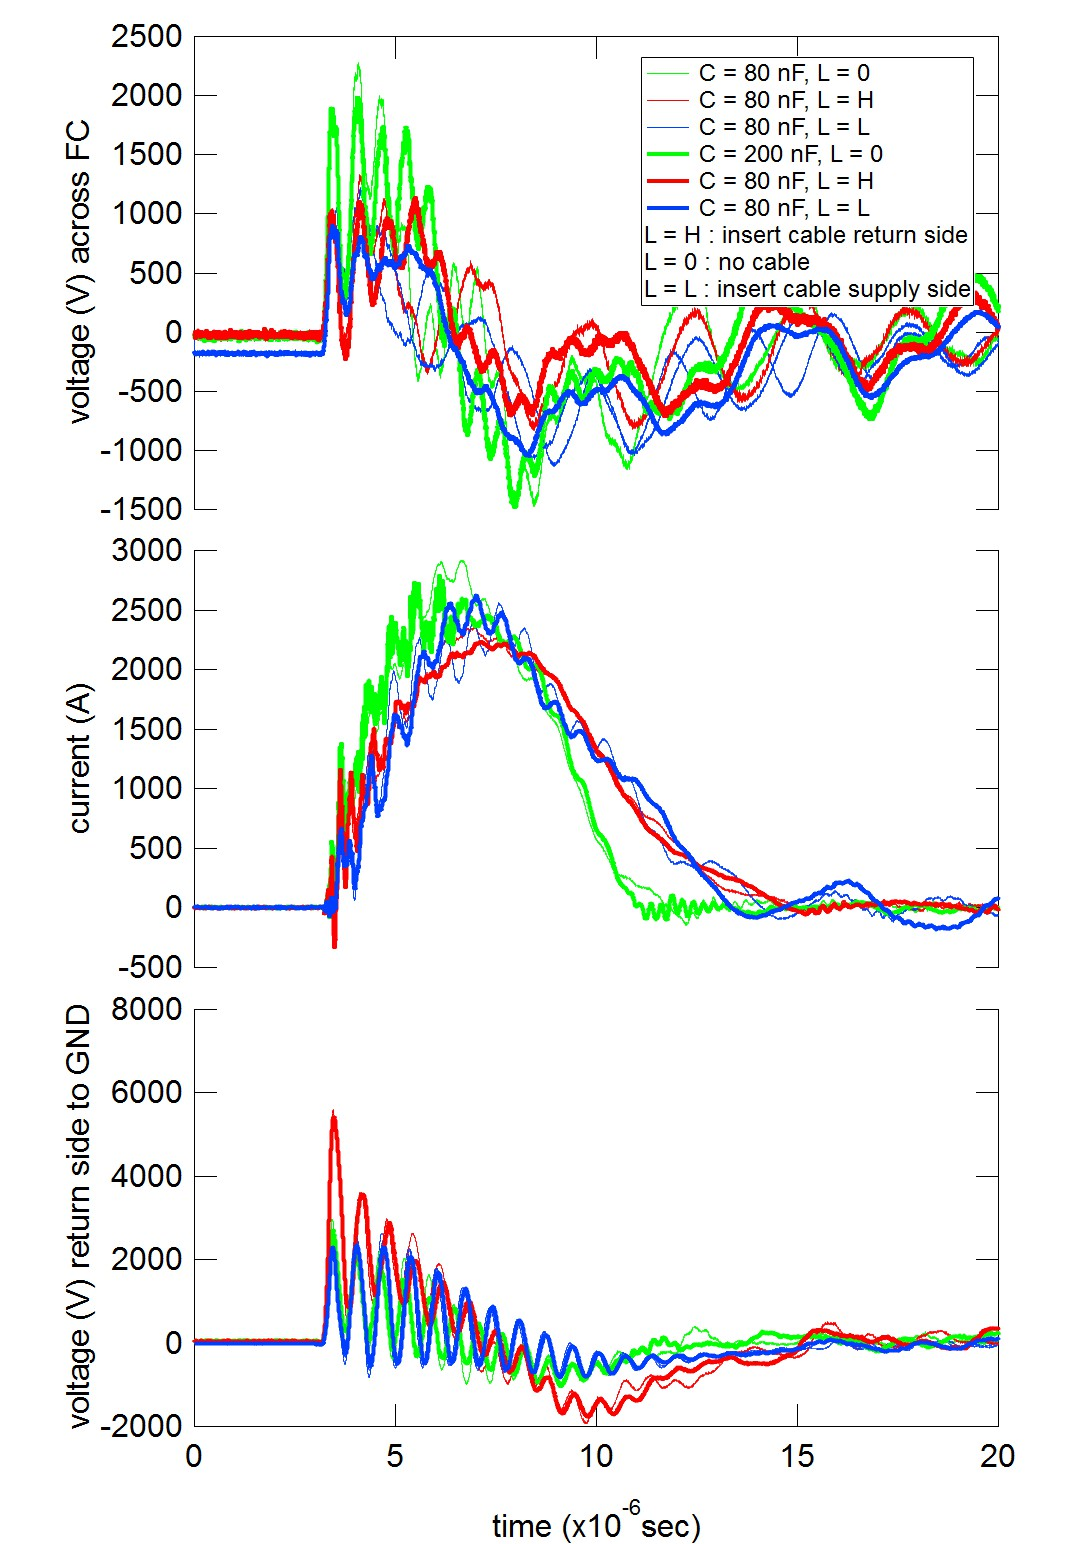 2500
2000
1500
1000
500
0
-500
-1000
-1500
voltage (V) across FC
C = 80 nF, L = 0
C = 80 nF, L = H
C = 80 nF, L = L
C = 200 nF, L = 0
C = 80 nF, L = H
C = 80 nF, L = L
L = H : insert cable return side
L = 0 : no cable
L = L : insert cable supply side
3000
2500
2000
1500
1000
500
0
-500
current (A)
8000
6000
4000
2000
0
-2000
voltage (V) return side to GND
0 5 10 15 20
time (x10⁻⁶sec)